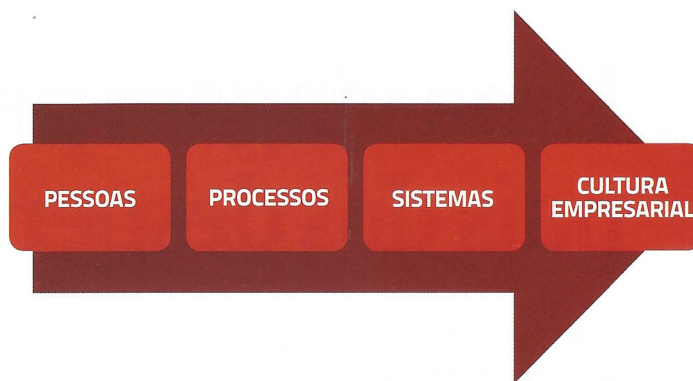 PESSOAS
PROCESSOS
SISTEMAS
CULTURA
EMPRESARIAL